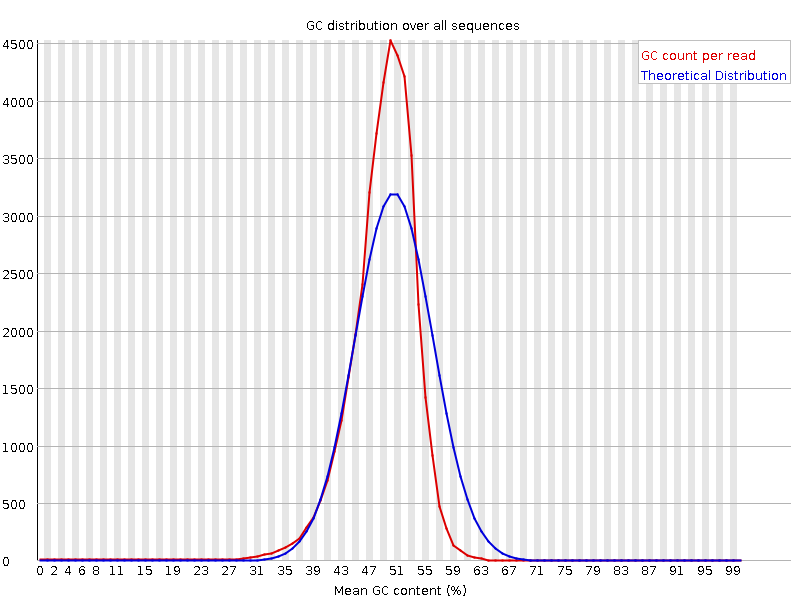 GC distribution over all sequences
GC count per read
Theoretical Distribution
4500
4000
3500
3000
2500
2000
1500
1000
500
0
0 2 4 6 8 11 15 19 23 27 31 35 39 43 47 51 55 59 63 67 71 75 79 83 87 91 95 99
Mean GC content (%)